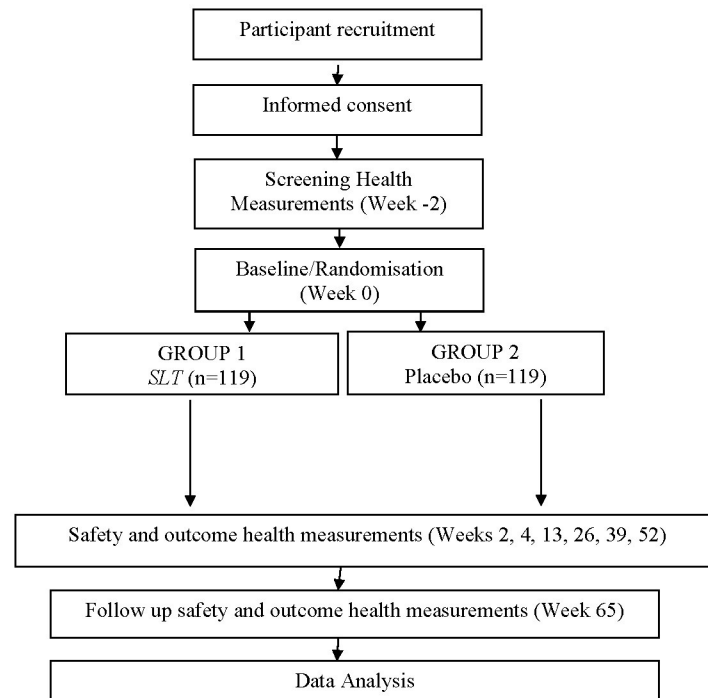 Participant recruitment
Informed consent
Screening Health
Measurements (Week -2)
Baseline/Randomisation
(Week 0)
GROUP 1
SLT (n=119)
GROUP 2
Placebo (n=119)
Safety and outcome health measurements (Weeks 2, 4, 13, 26, 39, 52)
Follow up safety and outcome health measurements (Week 65)
Data Analysis